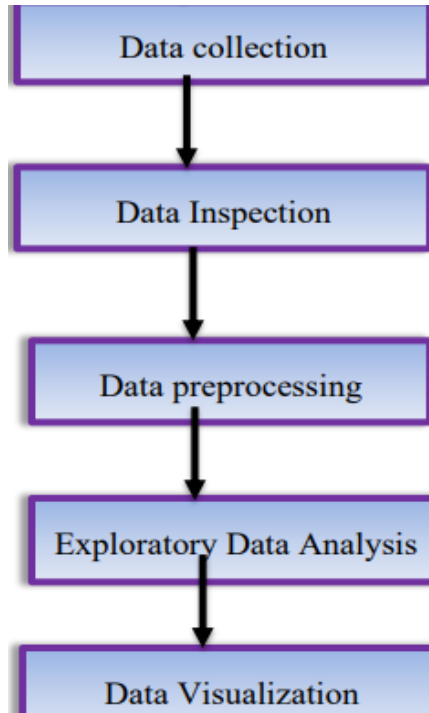 Data collection
Data Inspection
Data preprocessing
Exploratory Data Analysis
Data Visualization